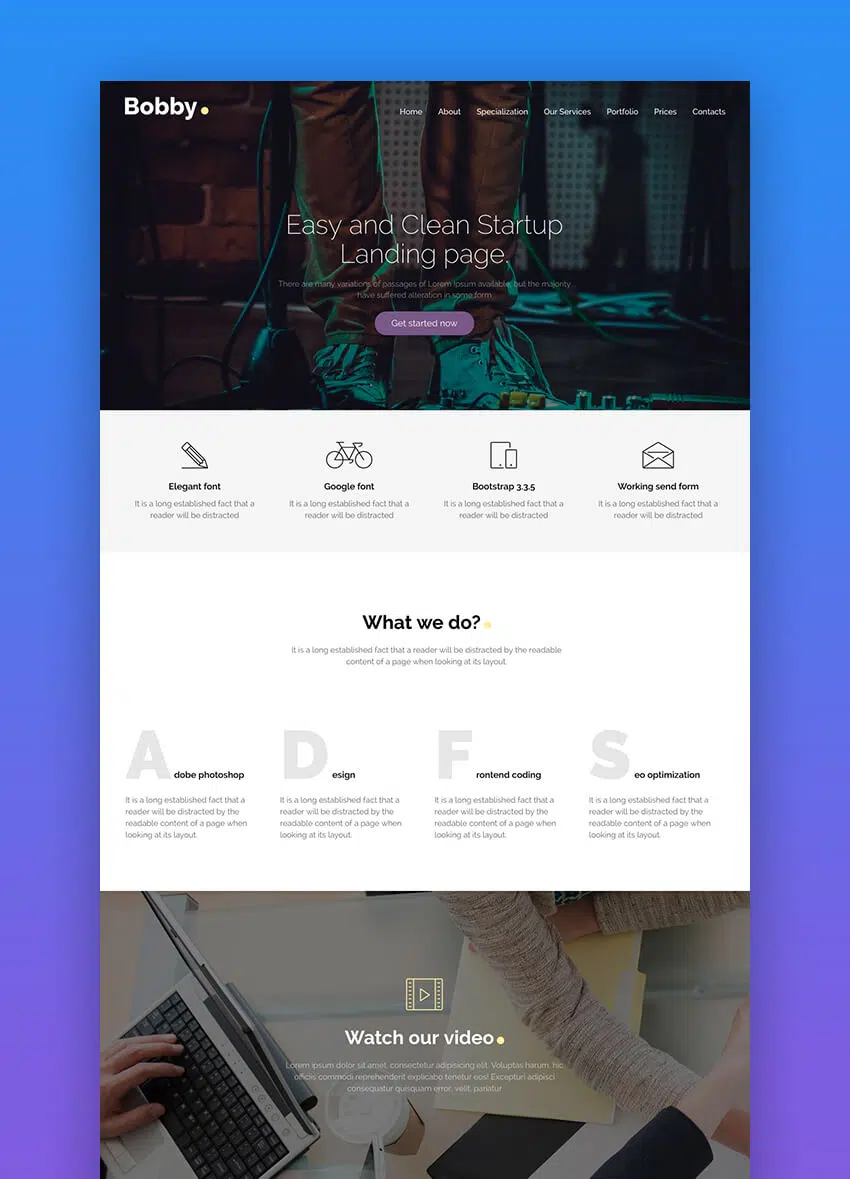 Bobby
Home About Specialization Our Services Portfolio Prices Contacts
Easy and Clean Startup
Landing page.
There are many variations of passages of Lorem Ipsum available, but the majority
have suffered alteration in some form
Get started now
Elegant font
It is a long established fact that a
reader will be distracted
Google font
It is a long established fact that a
reader will be distracted
Bootstrap 3.3.5
It is a long established fact that a
reader will be distracted
Working send form
It is a long established fact that a
reader will be distracted
What we do?
It is a long established fact that a reader will be distracted by the readable
content of a page when looking at its layout.
Adobe photoshop
It is a long established fact that a
reader will be distracted by the
readable content of a page when
looking at its layout.
Design
It is a long established fact that a
reader will be distracted by the
readable content of a page when
looking at its layout.
Frontend coding
It is a long established fact that a
reader will be distracted by the
readable content of a page when
looking at its layout.
Seo optimization
It is a long established fact that a
reader will be distracted by the
readable content of a page when
looking at its layout.
Watch our video
Lorem ipsum dolor sit amet, consectetur adipisicing elit. Voluptas harum, hic
officiis commodi reprehenderit explicabo tenetur eos! Excepturi adipisci
consequatur quisquam error, velit, pariatur